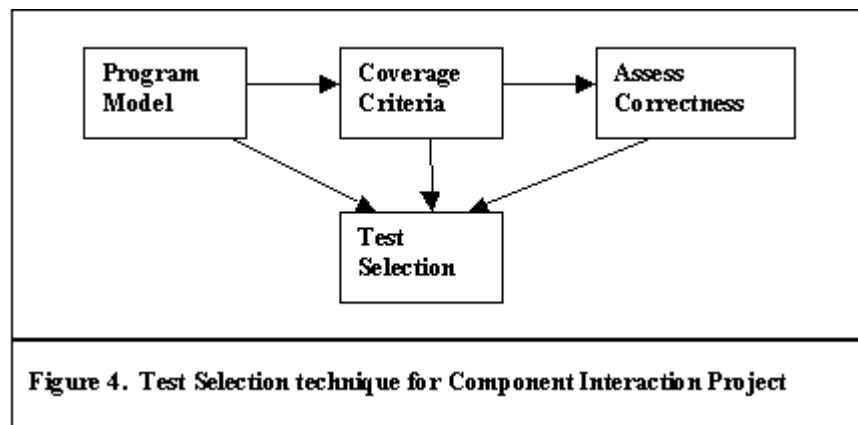 Program
Model
Coverage
Criteria
Assess
Correctness
Test
Selection
Figure 4. Test Selection technique for Component Interaction Project